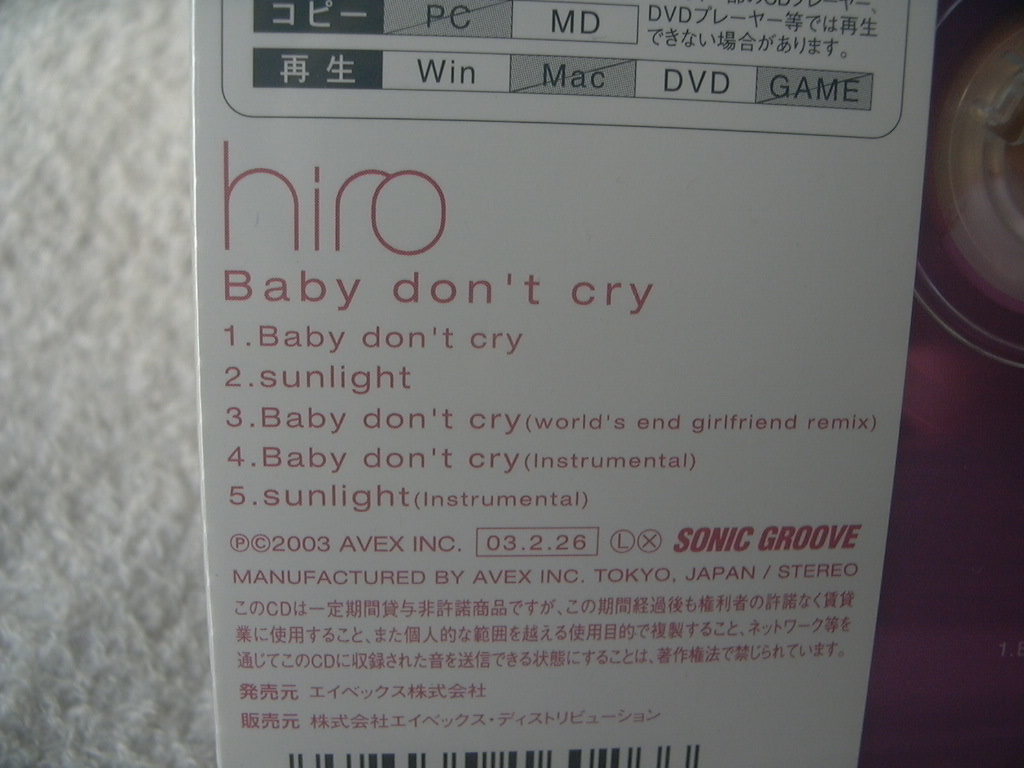 コピー PC MD
DVDプレーヤー等では再生
できない場合があります。
再生 Win Mac DVD GAME
hiro
Baby don't cry
1.Baby don't cry
2.sunlight
3.Baby don't cry(world's end girlfriend remix)
4.Baby don't cry(Instrumental)
5.sunlight(Instrumental)
Ⓟ©2003 AVEX INC. 03.2.26 ⓁⓍ SONIC GROOVE
MANUFACTURED BY AVEX INC. TOKYO, JAPAN / STEREO
このCDは一定期間貸与非許諾商品ですが、この期間経過後も権利者の許諾なく賃貸
業に使用すること、また個人的な範囲を越える使用目的で複製すること、ネットワーク等を
通じてこのCDに収録された音を送信できる状態にすることは、著作権法で禁じられています。
発売元 エイベックス株式会社
販売元 株式会社エイベックス・ディストリビューション